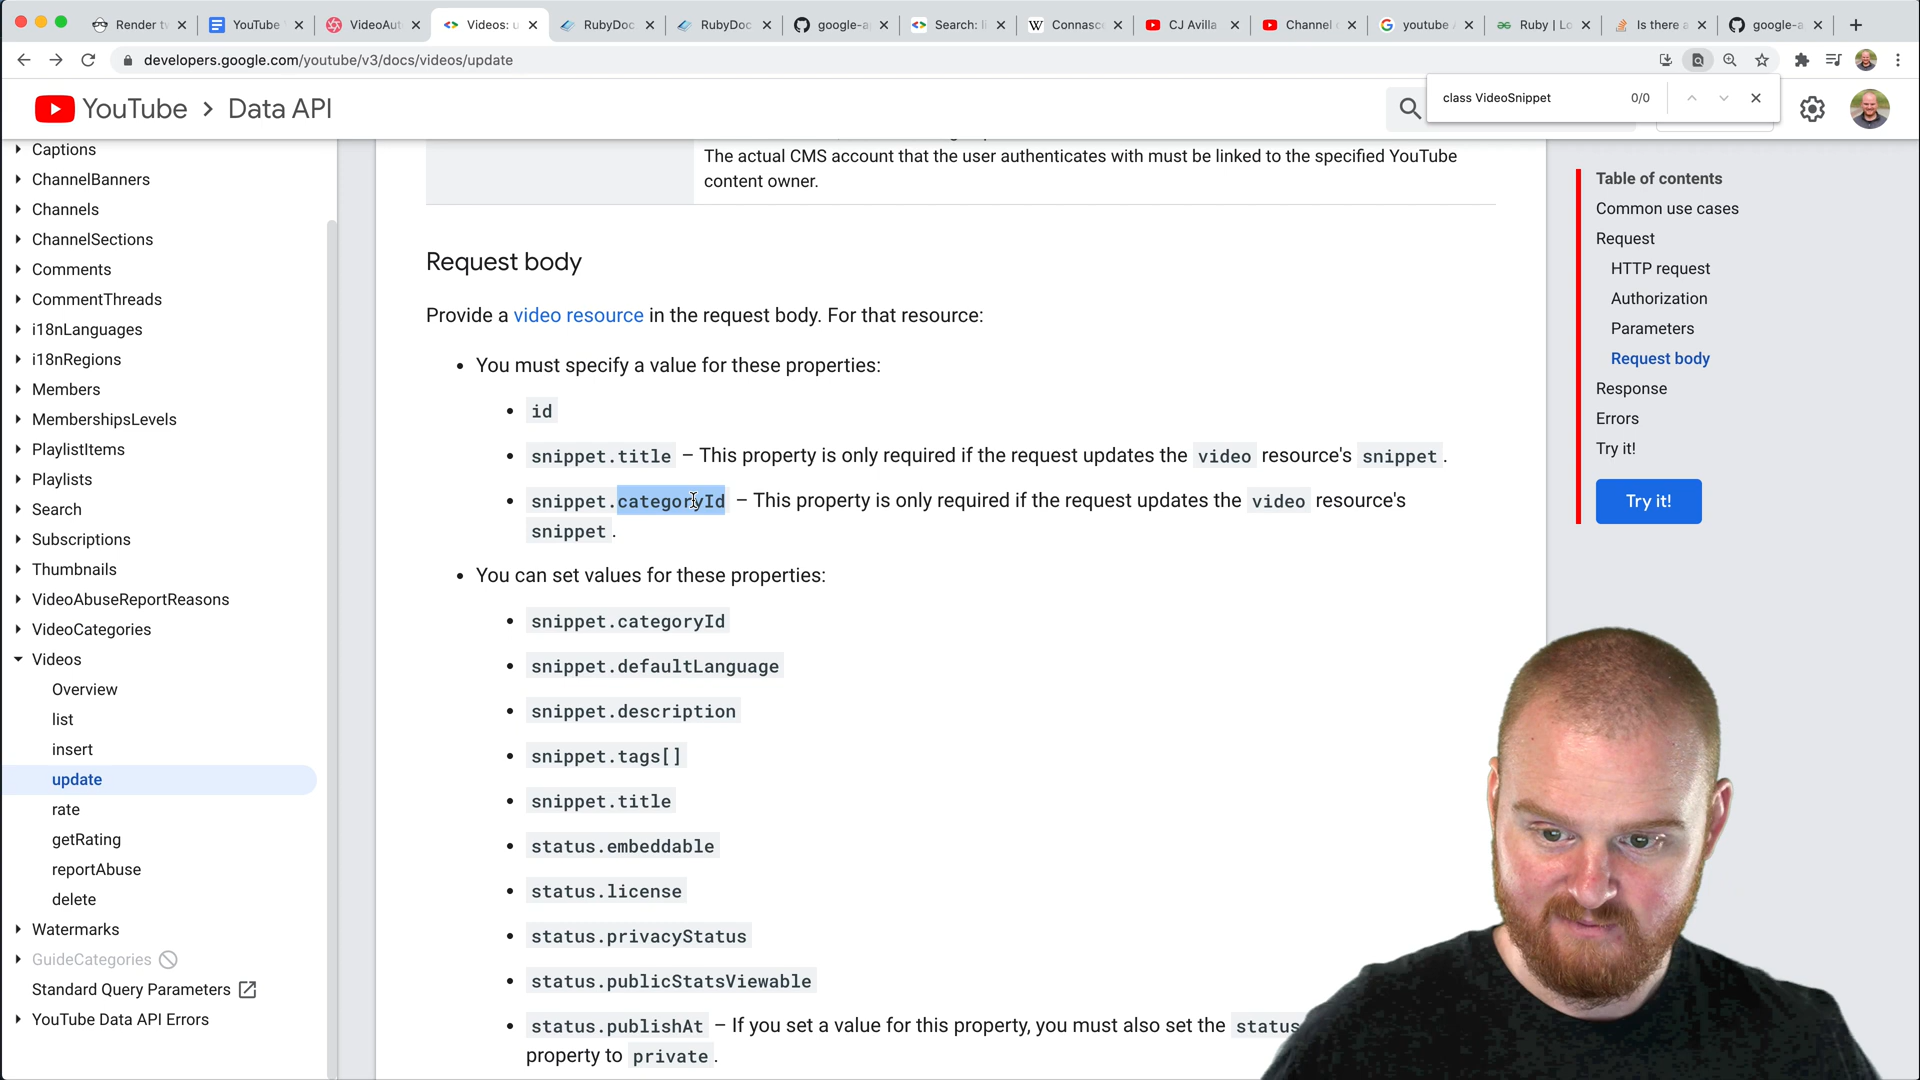 Render tv
YouTube
VideoAut
Videos: u
RubyDoc
RubyDoc
google-a
Search: li
Connasc
CJ Avilla
Channel c
youtube
Ruby | Lo
Is there a
google-a
developers.google.com/youtube/v3/docs/videos/update
class VideoSnippet 0/0
YouTube > Data API
Captions
ChannelBanners
Channels
ChannelSections
Comments
CommentThreads
i18nLanguages
i18nRegions
Members
MembershipsLevels
PlaylistItems
Playlists
Search
Subscriptions
Thumbnails
VideoAbuseReportReasons
VideoCategories
Videos
Overview
list
insert
update
rate
getRating
reportAbuse
delete
Watermarks
GuideCategories
Standard Query Parameters
YouTube Data API Errors
The actual CMS account that the user authenticates with must be linked to the specified YouTube
content owner.
Request body
Provide a video resource in the request body. For that resource:
• You must specify a value for these properties:
• id
• snippet.title – This property is only required if the request updates the video resource's snippet.
• snippet.categoryId – This property is only required if the request updates the video resource's
snippet.
• You can set values for these properties:
• snippet.categoryId
• snippet.defaultLanguage
• snippet.description
• snippet.tags[]
• snippet.title
• status.embeddable
• status.license
• status.privacyStatus
• status.publicStatsViewable
• status.publishAt – If you set a value for this property, you must also set the status
property to private.
Table of contents
Common use cases
Request
HTTP request
Authorization
Parameters
Request body
Response
Errors
Try it!
Try it!